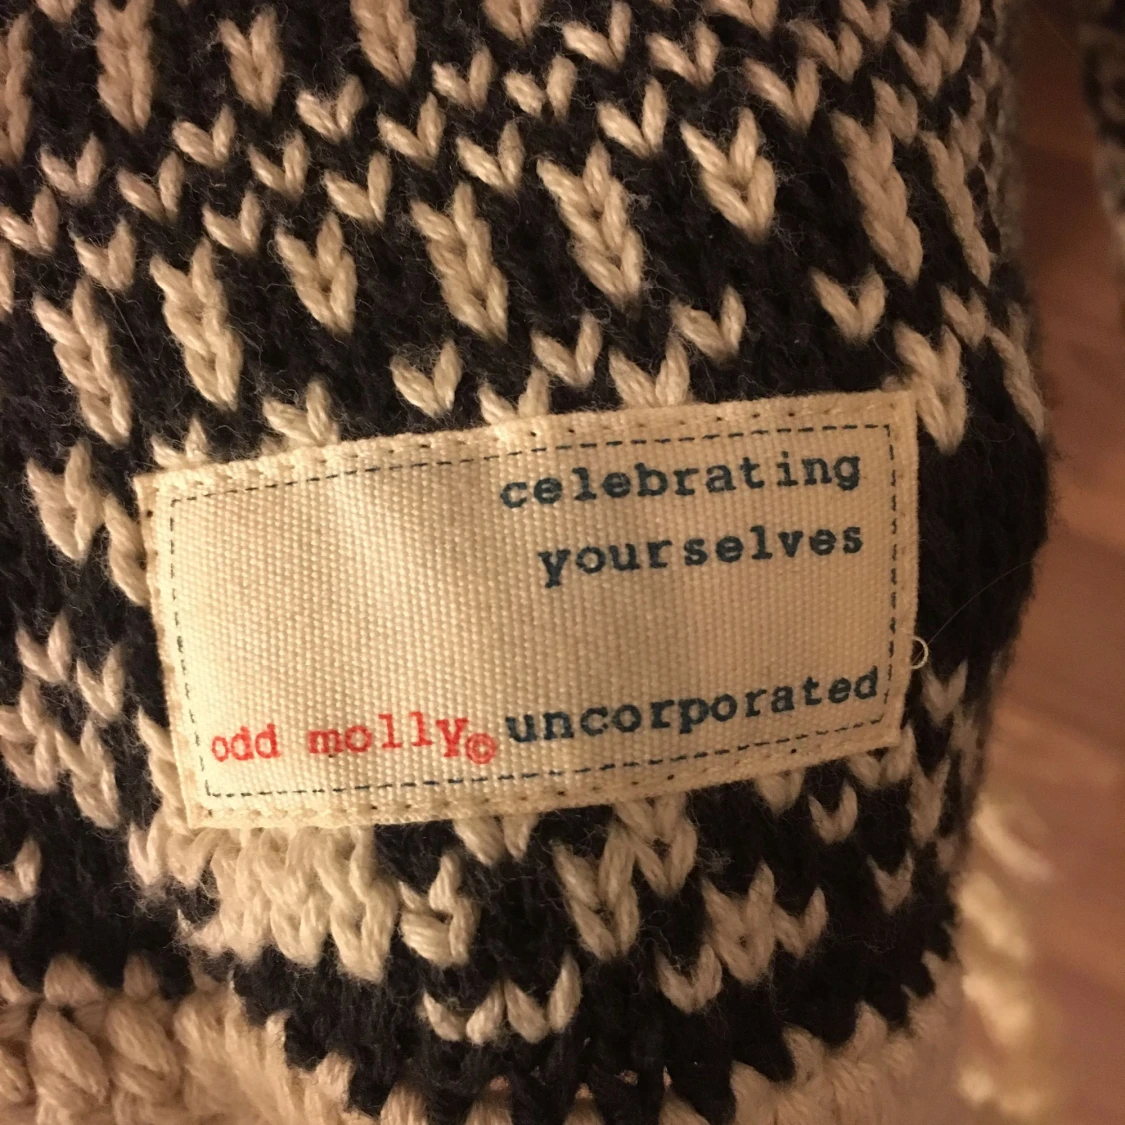 celebrating
yourselves
odd molly© uncorporated